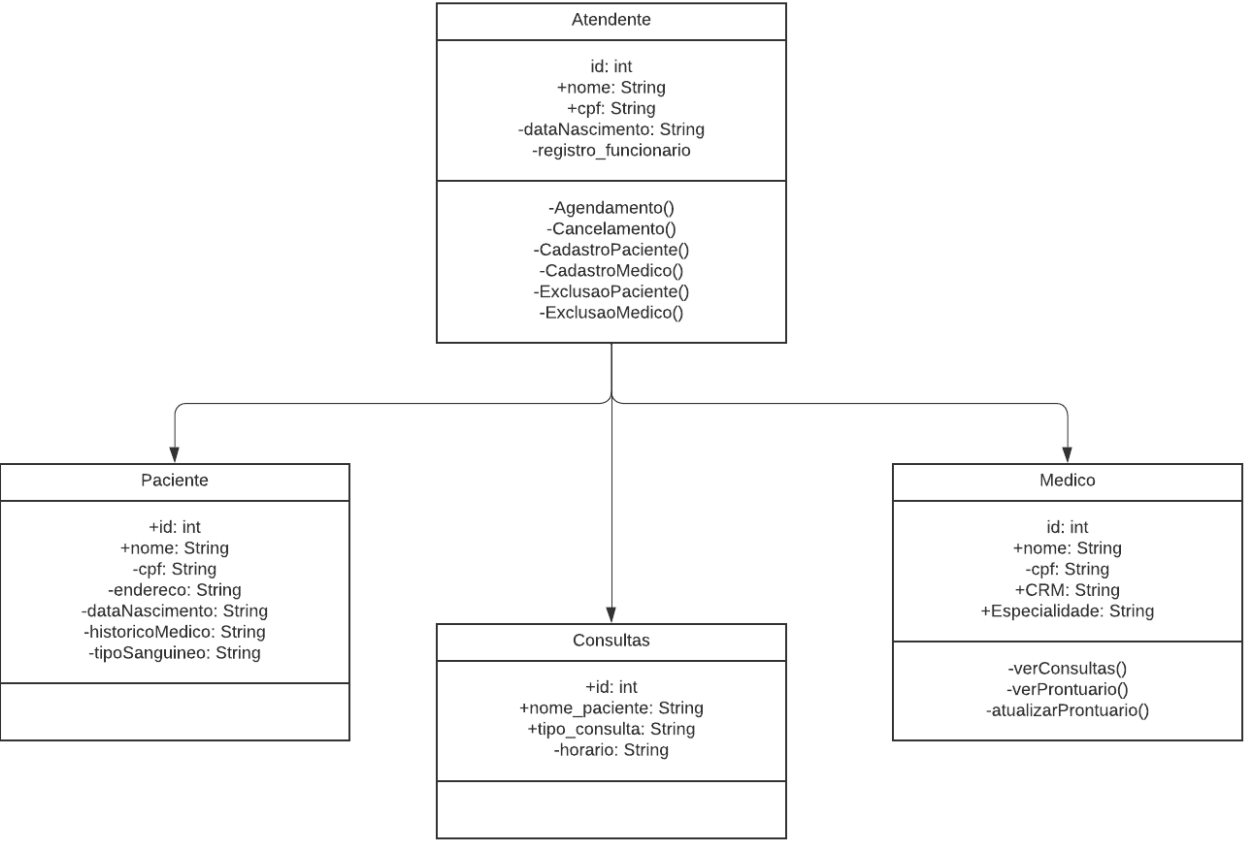 Atendente
id: int
+nome: String
+cpf: String
-dataNascimento: String
-registro_funcionario
-Agendamento()
-Cancelamento()
-CadastroPaciente()
-CadastroMedico()
-ExclusaoPaciente()
-ExclusaoMedico()
Paciente
+id: int
+nome: String
-cpf: String
-endereco: String
-dataNascimento: String
-historicoMedico: String
-tipoSanguineo: String
Consultas
+id: int
+nome_paciente: String
+tipo_consulta: String
-horario: String
Medico
id: int
+nome: String
-cpf: String
+CRM: String
+Especialidade: String
-verConsultas()
-verProntuario()
-atualizarProntuario()